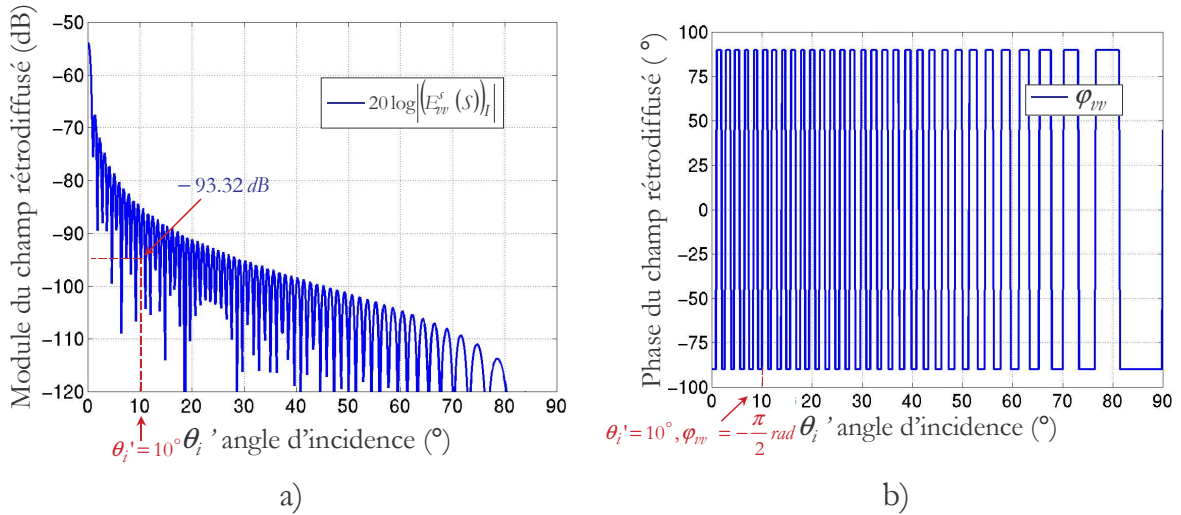 Module du champ rétrodiffusé (dB)
-50
-60
-70
-80
-90
-100
-110
-120
20 log|(E^s_vv (S))_I|
−93.32 dB
0 10 20 30 40 50 60 70 80 90
θ_i' = 10°
θ_i ’ angle d’incidence (°)
a)
Phase du champ rétrodiffusé (°)
100
75
50
25
0
−25
−50
−75
−100
φ_vv
0 10 20 30 40 50 60 70 80 90
θ_i' = 10°, φ_vv = −π/2 rad
θ_i ’ angle d’incidence (°)
b)